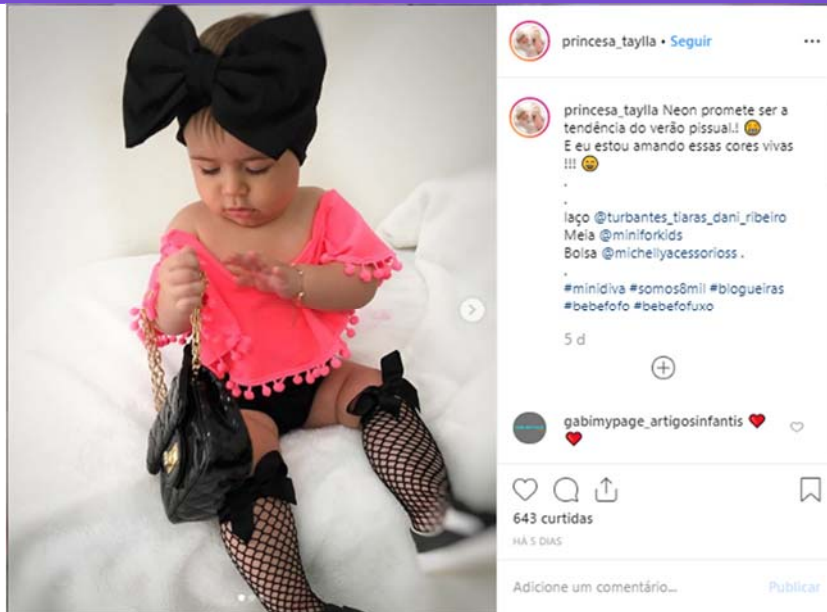 princesa_taylla • Seguir
princesa_taylla Neon promete ser a
tendência do verão pissual.! 😄
E eu estou amando essas cores vivas
!!! 😄
.
.
laço @turbantes_tiaras_dani_ribeiro
Meia @miniforkids
Bolsa @michellyacessorioss .
.
#minidiva #somos8mil #blogueiras
#bebefofo #bebefofuxo
5 d
gabimypage_artigosinfantis ❤️
❤️
643 curtidas
HÁ 5 DIAS
Adicione um comentário... Publicar